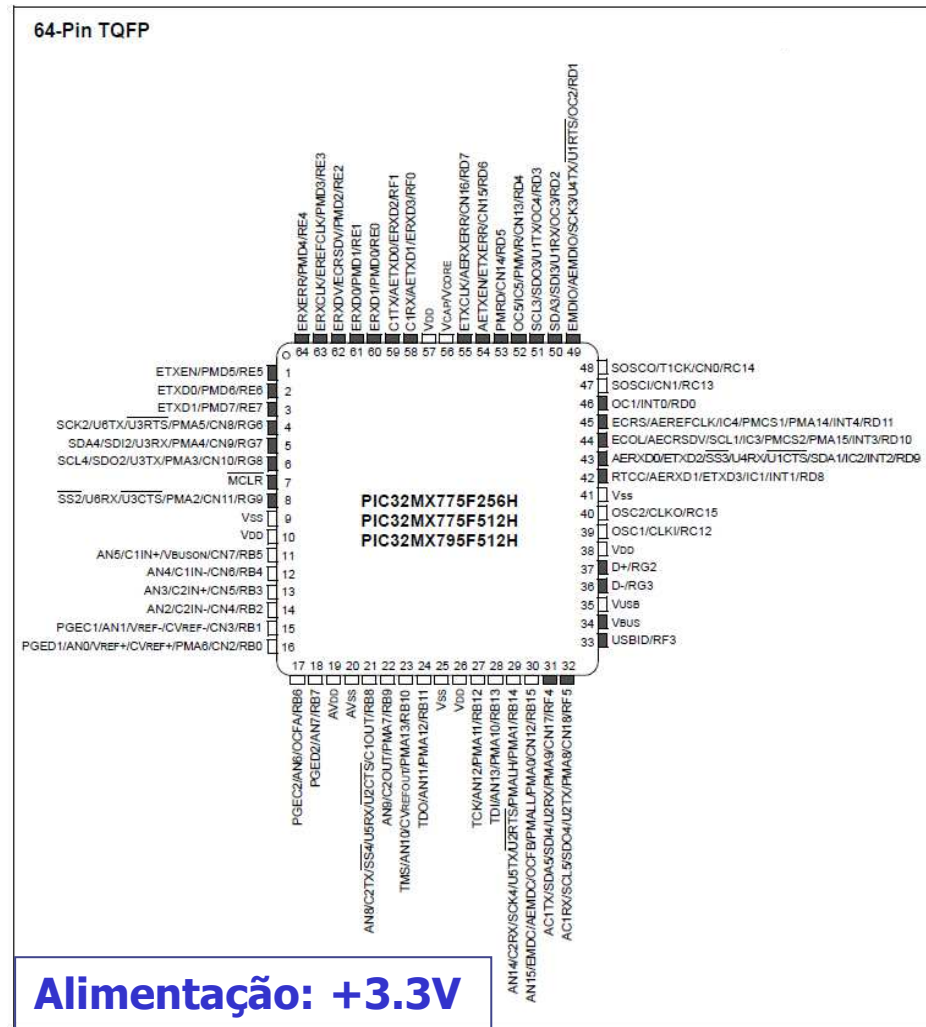 64-Pin TQFP
ERXERR/PMD4/RE4
ERXCLK/EREFCLK/PMD3/RE3
ERXDV/ECRSDV/PMD2/RE2
ERXD0/PMD1/RE1
ERXD1/PMD0/RE0
C1TX/AETXD0/ERXD2/RF1
C1RX/AETXD1/ERXD3/RF0
VDD
VCAP/VCORE
ETXCLK/AERXERR/CN16/RD7
AETXEN/ETXERR/CN15/RD6
PMRD/CN14/RD5
OC5/IC5/PMWR/CN13/RD4
SCL3/SDO3/U1TX/OC4/RD3
SDA3/SDI3/U1RX/OC3/RD2
EMDIO/AEMDIO/SCK3/U4TX/U1RTS/OC2/RD1
64 63 62 61 60 59 58 57 56 55 54 53 52 51 50 49
ETXEN/PMD5/RE5 1
ETXD0/PMD6/RE6 2
ETXD1/PMD7/RE7 3
SCK2/U6TX/U3RTS/PMA5/CN8/RG6 4
SDA4/SDI2/U3RX/PMA4/CN9/RG7 5
SCL4/SDO2/U3TX/PMA3/CN10/RG8 6
MCLR 7
SS2/U6RX/U3CTS/PMA2/CN11/RG9 8
VSS 9
VDD 10
AN5/C1IN+/VBUSON/CN7/RB5 11
AN4/C1IN-/CN6/RB4 12
AN3/C2IN+/CN5/RB3 13
AN2/C2IN-/CN4/RB2 14
PGEC1/AN1/VREF-/CVREF-/CN3/RB1 15
PGED1/AN0/VREF+/CVREF+/PMA6/CN2/RB0 16
PIC32MX775F256H
PIC32MX775F512H
PIC32MX795F512H
48 SOSCO/T1CK/CN0/RC14
47 SOSCI/CN1/RC13
46 OC1/INT0/RD0
45 ECRS/AEREFCLK/IC4/PMCS1/PMA14/INT4/RD11
44 ECOL/AECRSDV/SCL1/IC3/PMCS2/PMA15/INT3/RD10
43 AERXD0/ETXD2/SS3/U4RX/U1CTS/SDA1/IC2/INT2/RD9
42 RTCC/AERXD1/ETXD3/IC1/INT1/RD8
41 Vss
40 OSC2/CLKO/RC15
39 OSC1/CLKI/RC12
38 VDD
37 D+/RG2
36 D-/RG3
35 VUSB
34 VBUS
33 USBID/RF3
17 18 19 20 21 22 23 24 25 26 27 28 29 30 31 32
PGEC2/AN6/OCFA/RB6
PGED2/AN7/RB7
AVDD
AVss
AN8/C2TX/SS4/U5RX/U2CTS/C1OUT/RB8
AN9/C2OUT/PMA7/RB9
TMS/AN10/CVREFOUT/PMA13/RB10
TDO/AN11/PMA12/RB11
Vss
VDD
TCK/AN12/PMA11/RB12
TDI/AN13/PMA10/RB13
AN14/C2RX/SCK4/U5TX/U2RTS/PMALH/PMA1/RB14
AN15/EMDC/AEMDC/OCFB/PMALL/PMA0/CN12/RB15
AC1TX/SDA5/SDI4/U2RX/PMA9/CN17/RF4
AC1RX/SCL5/SDO4/U2TX/PMA8/CN18/RF5
Alimentação: +3.3V